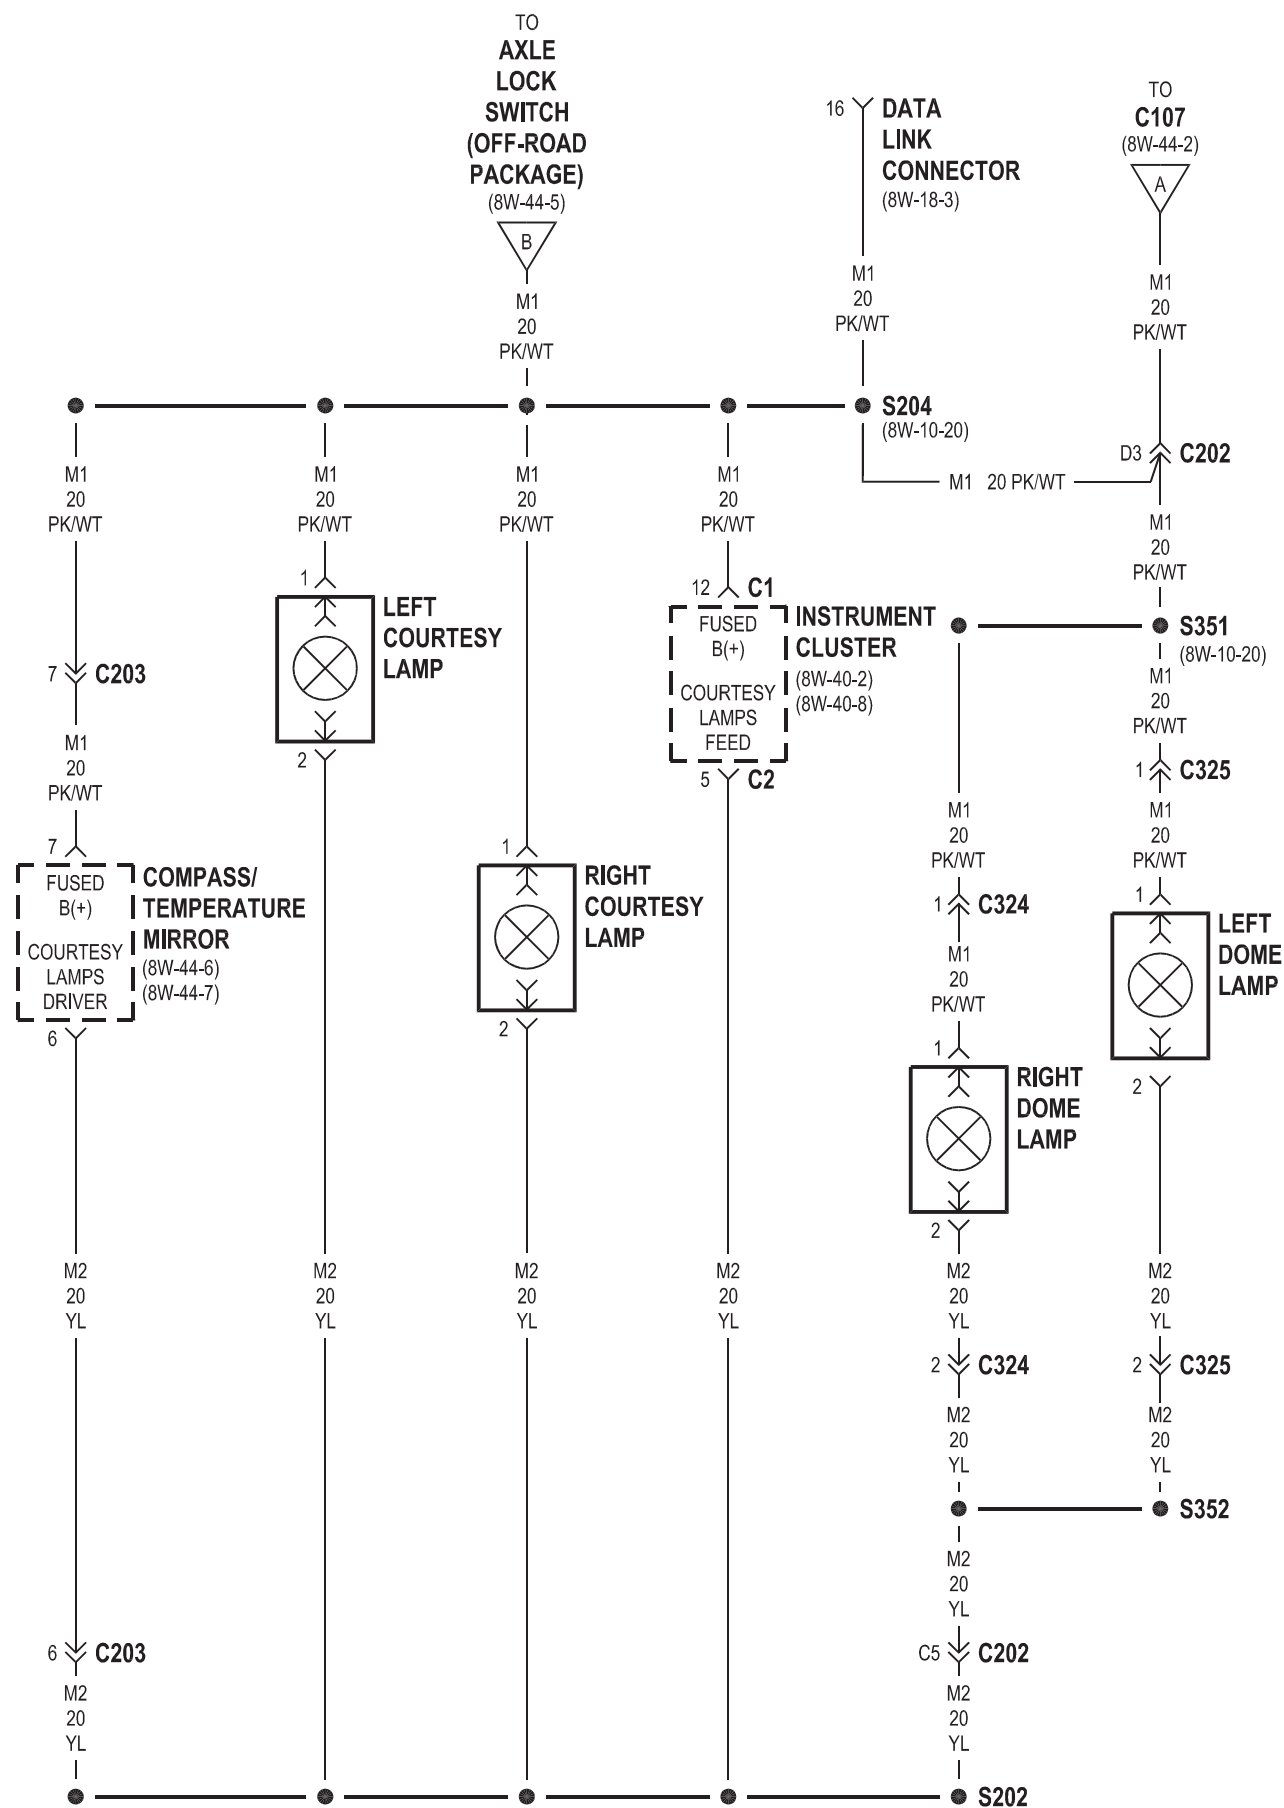 TO
AXLE
LOCK
SWITCH
(OFF-ROAD
PACKAGE)
(8W-44-5)
B
M1
20
PK/WT
16
DATA
LINK
CONNECTOR
(8W-18-3)
M1
20
PK/WT
TO
C107
(8W-44-2)
A
M1
20
PK/WT
S204
(8W-10-20)
D3
C202
M1 20 PK/WT
M1
20
PK/WT
7
C203
M1
20
PK/WT
7
FUSED
B(+)
COURTESY
LAMPS
DRIVER
COMPASS/
TEMPERATURE
MIRROR
(8W-44-6)
(8W-44-7)
6
M2
20
YL
6
C203
M2
20
YL
M1
20
PK/WT
1
LEFT
COURTESY
LAMP
2
M2
20
YL
M1
20
PK/WT
1
RIGHT
COURTESY
LAMP
2
M2
20
YL
M1
20
PK/WT
12
C1
FUSED
B(+)
COURTESY
LAMPS
FEED
INSTRUMENT
CLUSTER
(8W-40-2)
(8W-40-8)
5
C2
M2
20
YL
M1
20
PK/WT
S351
(8W-10-20)
M1
20
PK/WT
1
C325
M1
20
PK/WT
1
LEFT
DOME
LAMP
2
M2
20
YL
2
C325
M2
20
YL
M1
20
PK/WT
1
C324
M1
20
PK/WT
1
RIGHT
DOME
LAMP
2
M2
20
YL
2
C324
M2
20
YL
S352
M2
20
YL
C5
C202
M2
20
YL
S202